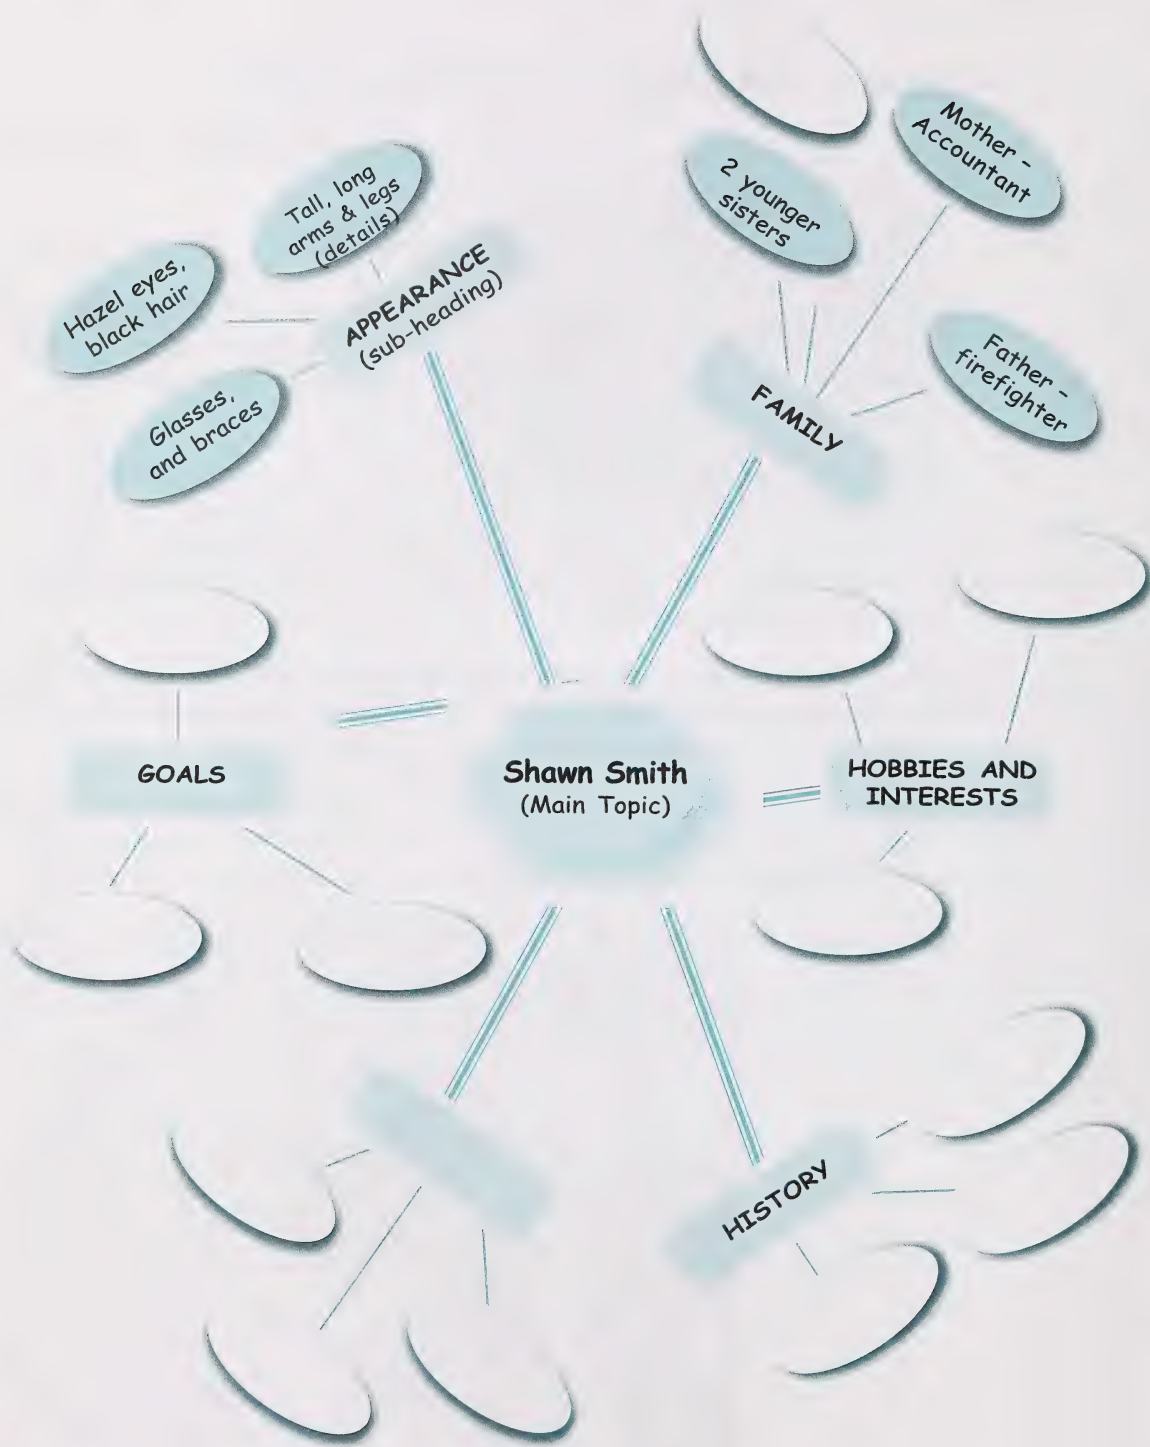 Mother -
Accountant
2 younger
sisters
Tall, long
arms & legs
(details)
Hazel eyes,
black hair
APPEARANCE
(sub-heading)
Glasses,
and braces
Father -
firefighter
FAMILY
GOALS
Shawn Smith
(Main Topic)
HOBBIES AND
INTERESTS
HISTORY